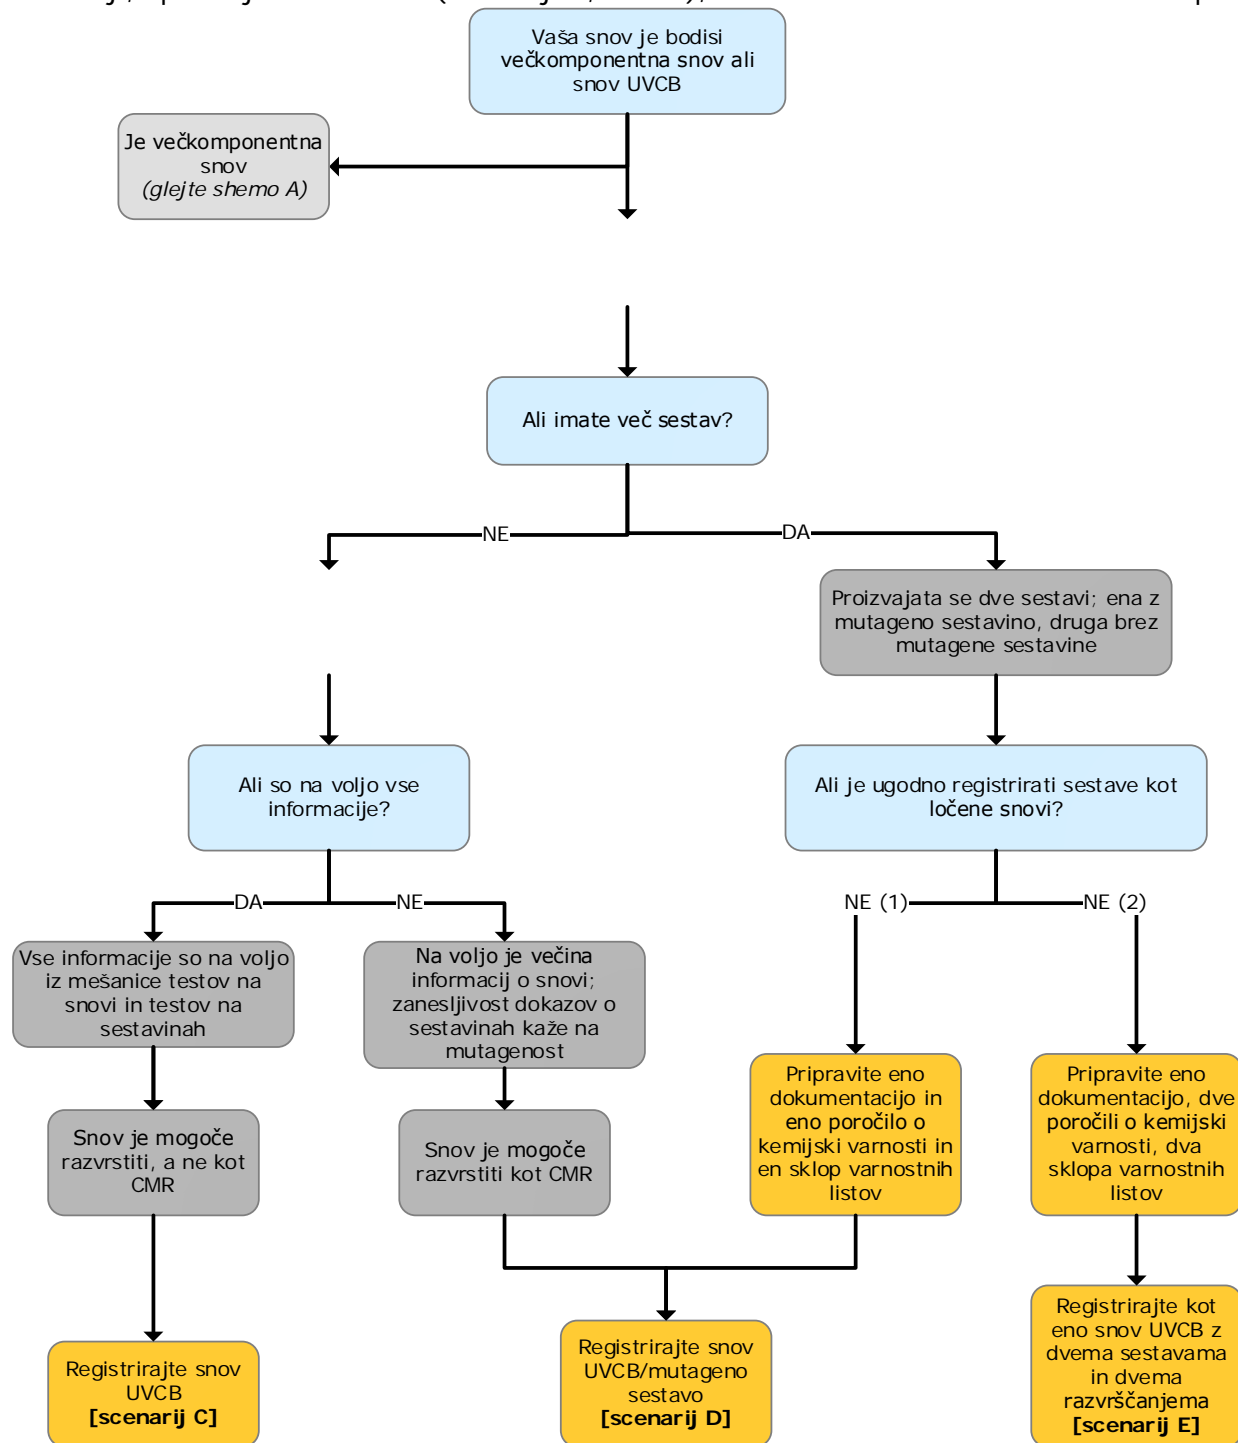 Vaša snov je bodisi
večkomponentna snov ali
snov UVCB
Je večkomponentna
snov
(glejte shemo A)
Ali imate več sestav?
NE
DA
Proizvajata se dve sestavi; ena z
mutageno sestavino, druga brez
mutagene sestavine
Ali so na voljo vse
informacije?
Ali je ugodno registrirati sestave kot
ločene snovi?
DA
NE
NE (1)
NE (2)
Vse informacije so na voljo
iz mešanice testov na
snovi in testov na
sestavinah
Na voljo je večina
informacij o snovi;
zanesljivost dokazov o
sestavinah kaže na
mutagenost
Pripravite eno
dokumentacijo in
eno poročilo o
kemijski varnosti in
en sklop varnostnih
listov
Pripravite eno
dokumentacijo, dve
poročili o kemijski
varnosti, dva
sklopa varnostnih
listov
Snov je mogoče
razvrstiti, a ne kot
CMR
Snov je mogoče
razvrstiti kot CMR
Registrirajte snov
UVCB
[scenarij C]
Registrirajte snov
UVCB/mutageno
sestavo
[scenarij D]
Registrirajte kot
eno snov UVCB z
dvema sestavama
in dvema
razvrščanjema
[scenarij E]